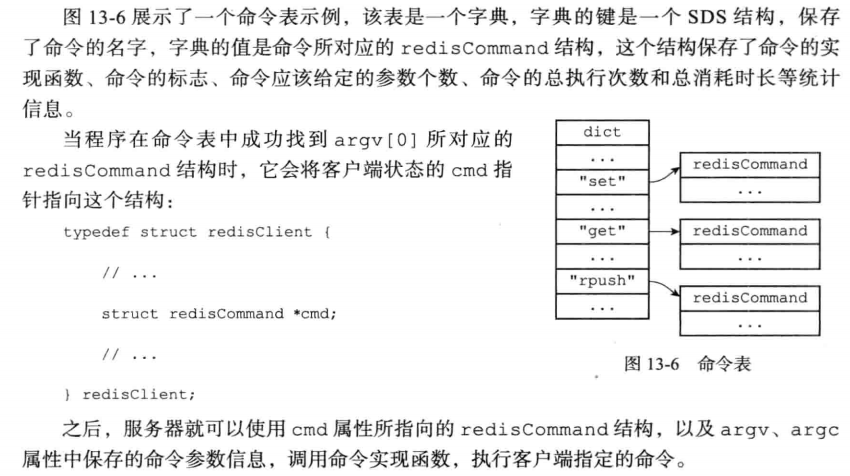 图 13-6 展示了一个命令表示例，该表是一个字典，字典的键是一个 SDS 结构，保存
了命令的名字，字典的值是命令所对应的 redisCommand 结构，这个结构保存了命令的实
现函数、命令的标志、命令应该给定的参数个数、命令的总执行次数和总消耗时长等统计
信息。
当程序在命令表中成功找到 argv[0] 所对应的
redisCommand 结构时，它会将客户端状态的 cmd 指
针指向这个结构：
typedef struct redisClient {
// ...
struct redisCommand *cmd;
// ...
} redisClient;
dict
...
"set"
...
"get"
...
"rpush"
...
redisCommand
...
redisCommand
...
redisCommand
...
图 13-6 命令表
之后，服务器就可以使用 cmd 属性所指向的 redisCommand 结构，以及 argv、argc
属性中保存的命令参数信息，调用命令实现函数，执行客户端指定的命令。